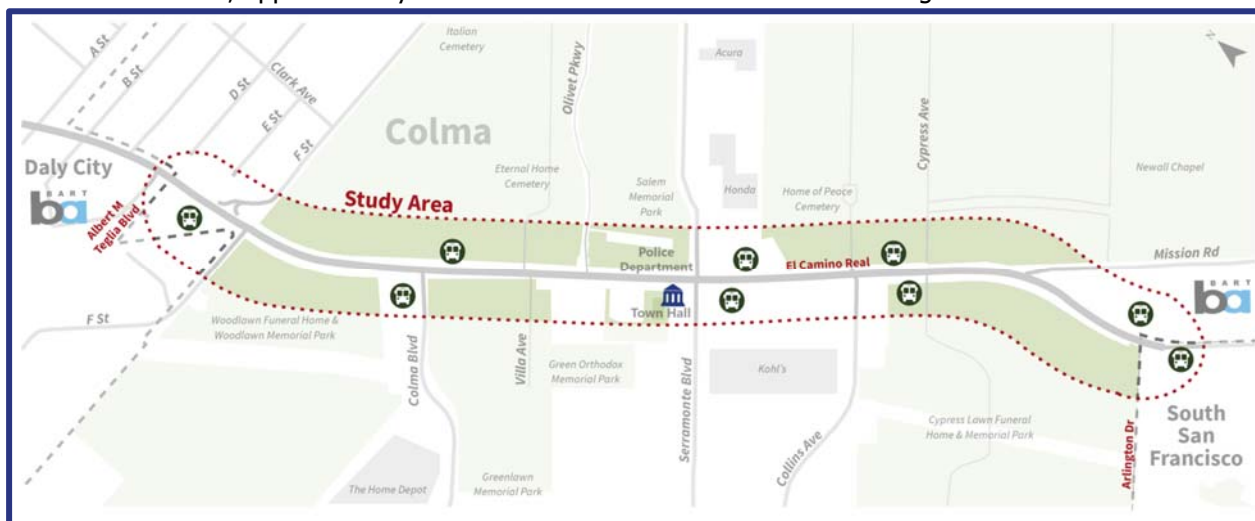 A St
B St
D St
E St
F St
Clark Ave
Italian
Cemetery
Olivet Pkwy
Acura
N
Colma
Cypress Ave
Daly City
BART
ba
Albert M
Teglia Blvd
Study Area
Eternal Home
Cemetery
Salem
Memorial
Park
Honda
Home of Peace
Cemetery
Newall Chapel
Police
Department
El Camino Real
Mission Rd
BART
ba
Town Hall
F St
Woodlawn Funeral Home &
Woodlawn Memorial Park
Colma Blvd
Villa Ave
Green Orthodox
Memorial Park
Serramonte Blvd
Kohl's
Collins Ave
Cypress Lawn Funeral
Home & Memorial Park
Arlington Dr
South
San
Francisco
The Home Depot
Greenlawn
Memorial Park